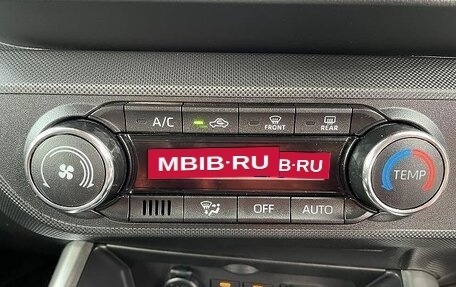 A/C
FRONT
REAR
MBIB·RU
B·RU
TEMP
OFF
AUTO